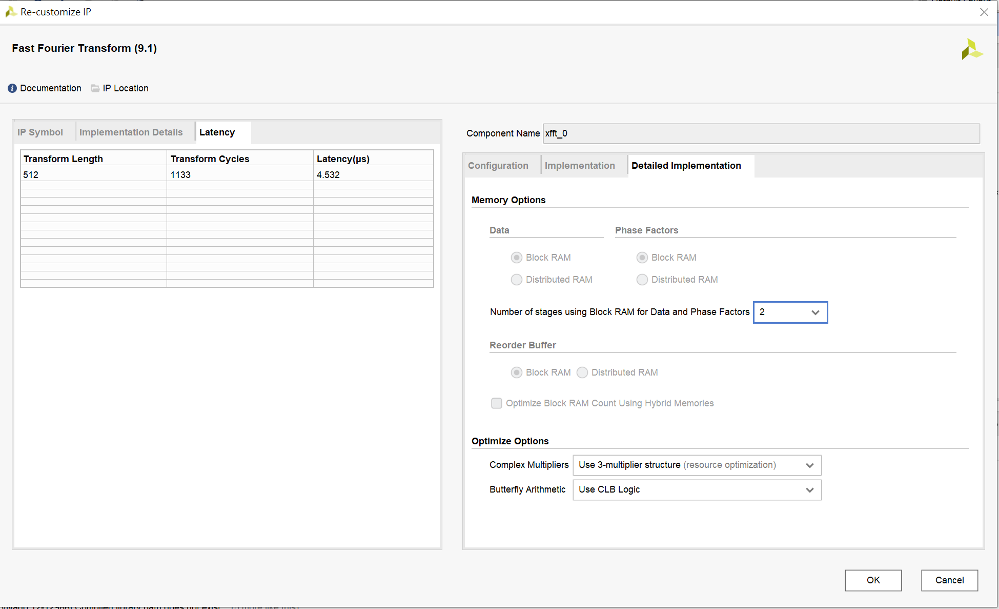 Re-customize IP
Fast Fourier Transform (9.1)
Documentation IP Location
IP Symbol Implementation Details Latency
Transform Length Transform Cycles Latency(µs)
512 1133 4.532
Component Name xfft_0
Configuration Implementation Detailed Implementation
Memory Options
Data Phase Factors
Block RAM Block RAM
Distributed RAM Distributed RAM
Number of stages using Block RAM for Data and Phase Factors 2
Reorder Buffer
Block RAM Distributed RAM
Optimize Block RAM Count Using Hybrid Memories
Optimize Options
Complex Multipliers Use 3-multiplier structure (resource optimization)
Butterfly Arithmetic Use CLB Logic
OK Cancel